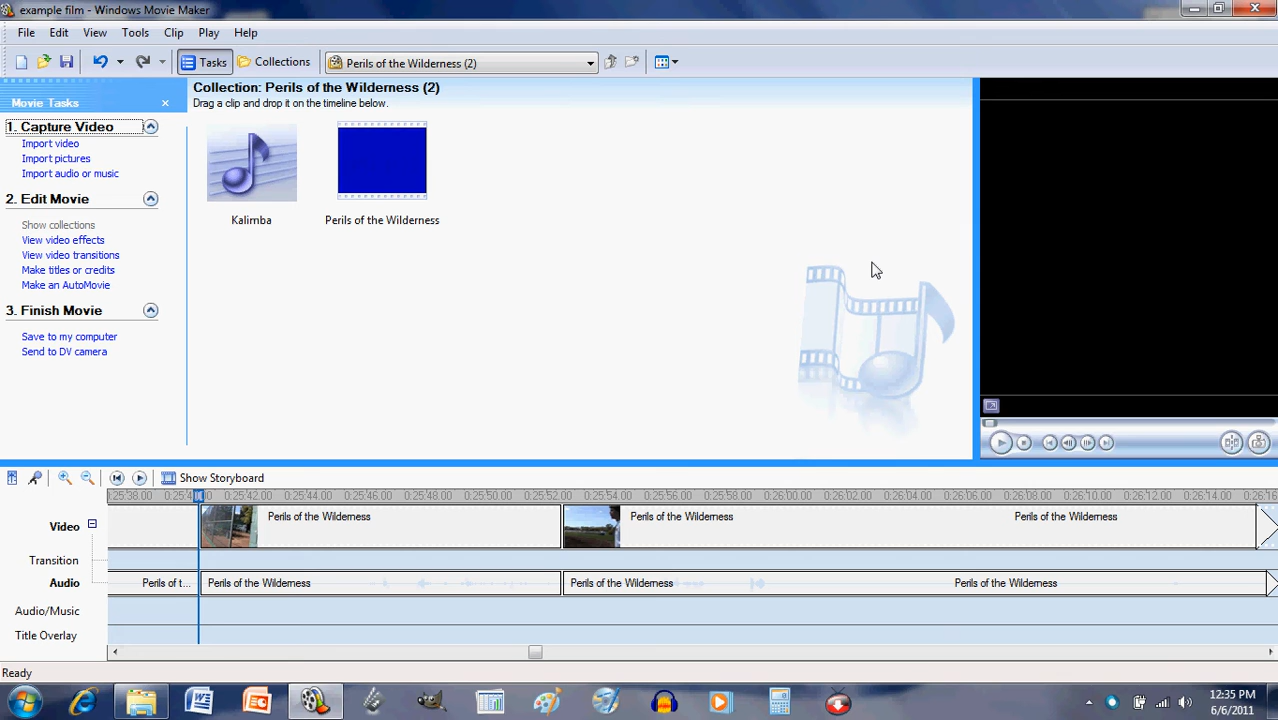 example film - Windows Movie Maker
File Edit View Tools Clip Play Help
Tasks Collections Perils of the Wilderness (2)
Movie Tasks
1. Capture Video
Import video
Import pictures
Import audio or music
2. Edit Movie
Show collections
View video effects
View video transitions
Make titles or credits
Make an AutoMovie
3. Finish Movie
Save to my computer
Send to DV camera
Collection: Perils of the Wilderness (2)
Drag a clip and drop it on the timeline below.
Kalimba Perils of the Wilderness
Show Storyboard
0:25:42.00 0:25:44.00 0:25:46.00 0:25:48.00 0:25:50.00 0:25:52.00 0:25:54.00 0:25:56.00 0:25:58.00 0:26:00.00 0:26:02.00 0:26:04.00 0:26:06.00 0:26:08.00 0:26:10.00 0:26:12.00 0:26:14.00
Video Perils of the Wilderness Perils of the Wilderness Perils of the Wilderness
Transition
Audio Perils of t... Perils of the Wilderness Perils of the Wilderness Perils of the Wilderness
Audio/Music
Title Overlay
Ready
12:35 PM
6/6/2011